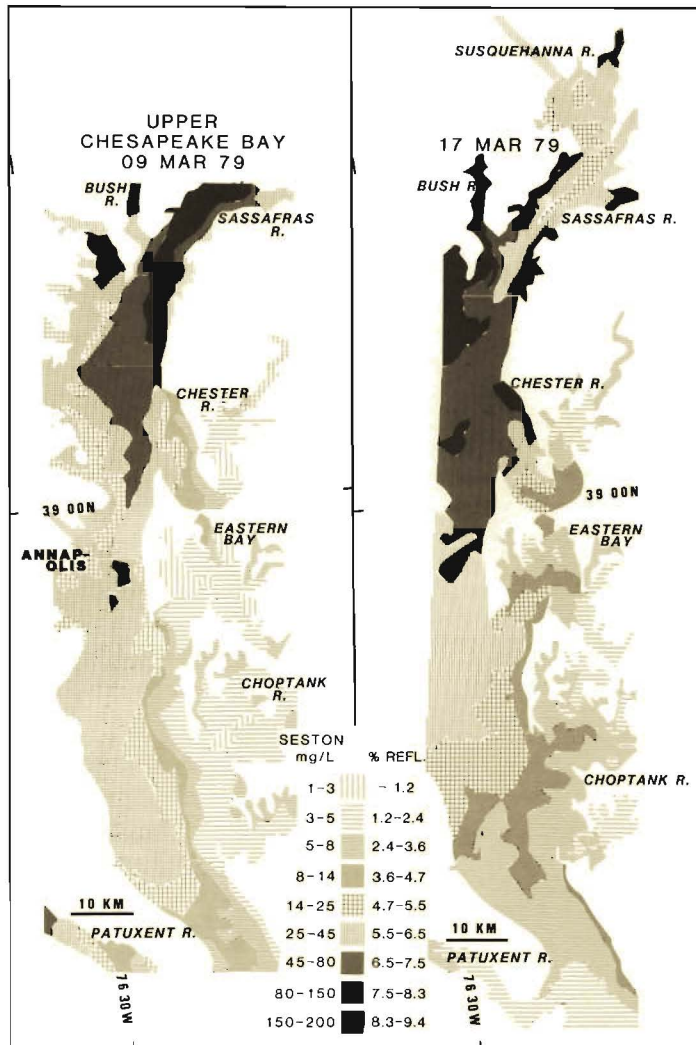 UPPER
CHESAPEAKE BAY
09 MAR 79
BUSH
R.
SASSAFRAS
R.
CHESTER
R.
39 00N
EASTERN
BAY
ANNAP-
OLIS
CHOPTANK
R.
10 KM
PATUXENT R.
76 30W
SUSQUEHANNA R.
17 MAR 79
BUSH R
SASSAFRAS R.
CHESTER R.
39 00N
EASTERN
BAY
CHOPTANK R.
10 KM
PATUXENT R.
76 30W
SESTON
mg/L % REFL.
1-3 - 1.2
3-5 1.2-2.4
5-8 2.4-3.6
8-14 3.6-4.7
14-25 4.7-5.5
25-45 5.5-6.5
45-80 6.5-7.5
80-150 7.5-8.3
150-200 8.3-9.4